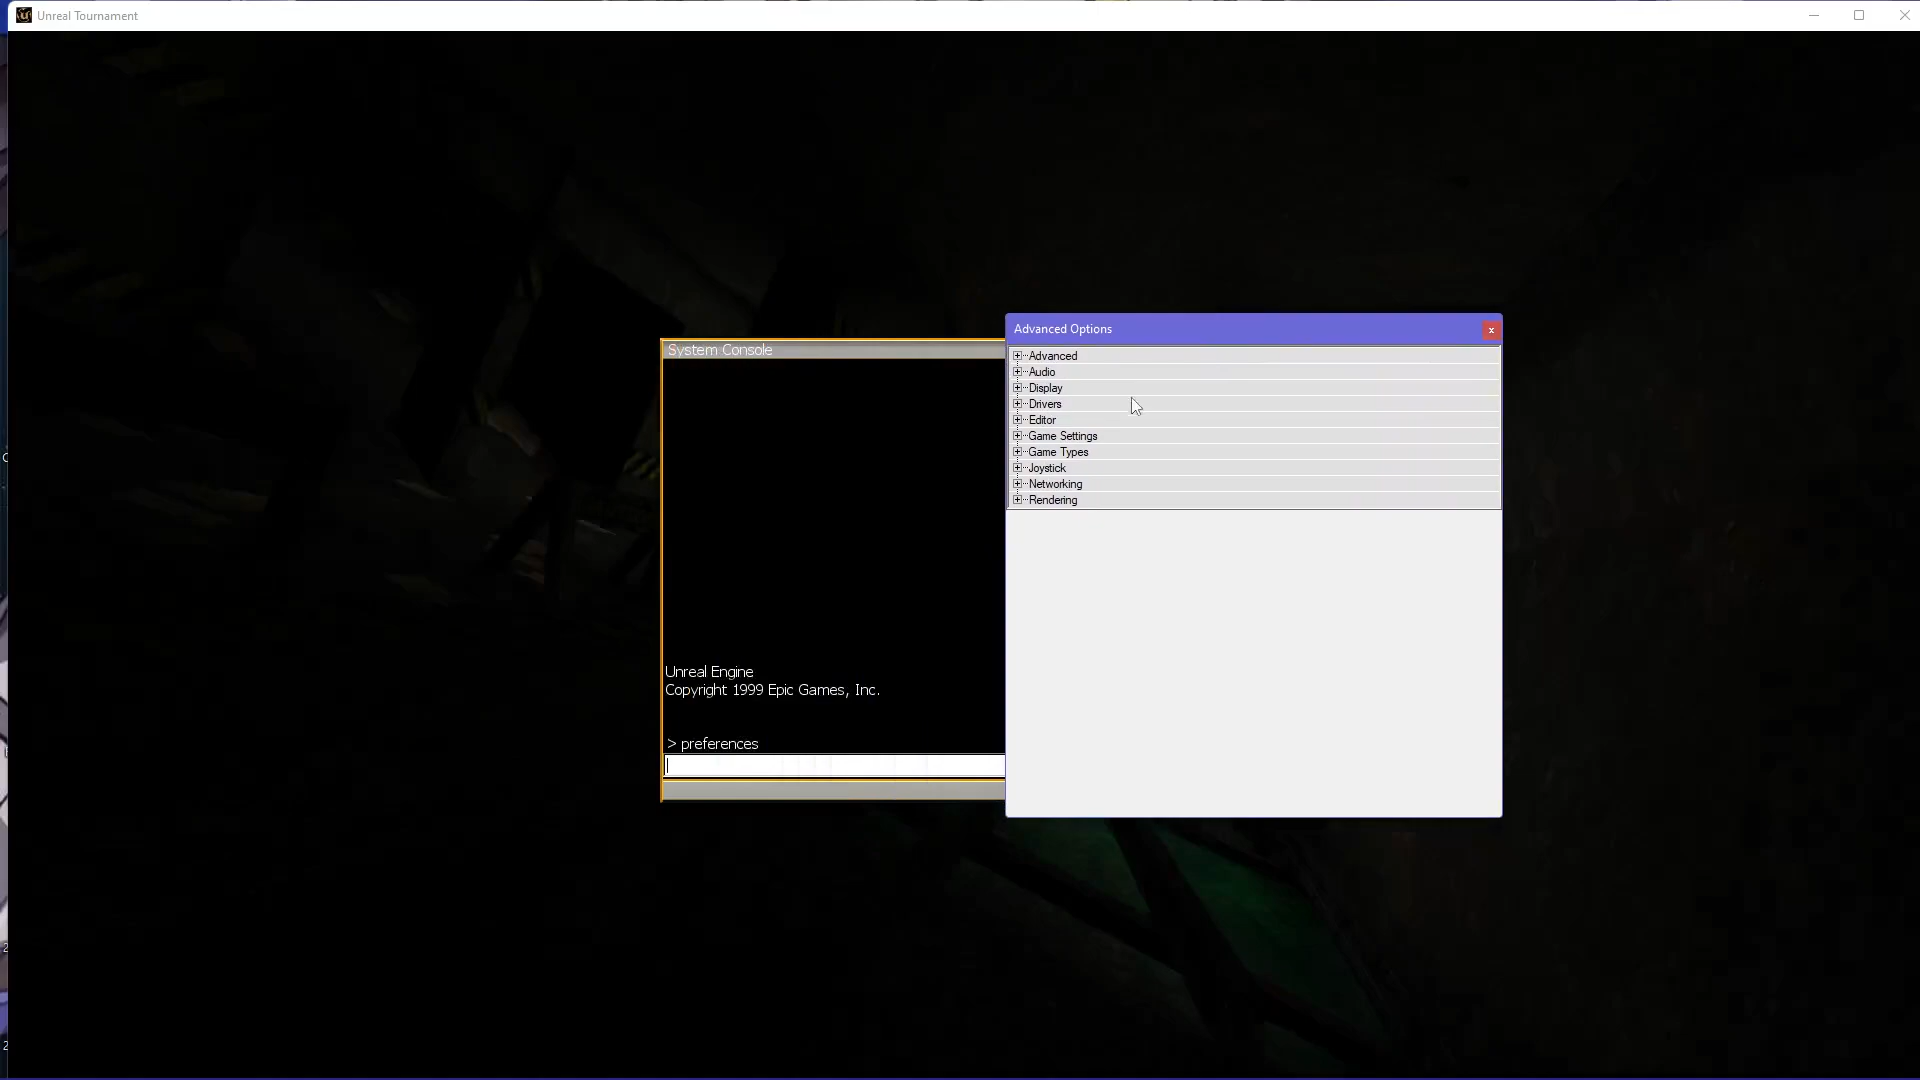 Unreal Tournament
Advanced Options
Advanced
Audio
Display
Drivers
Editor
Game Settings
Game Types
Joystick
Networking
Rendering
System Console
Unreal Engine
Copyright 1999 Epic Games, Inc.
> preferences